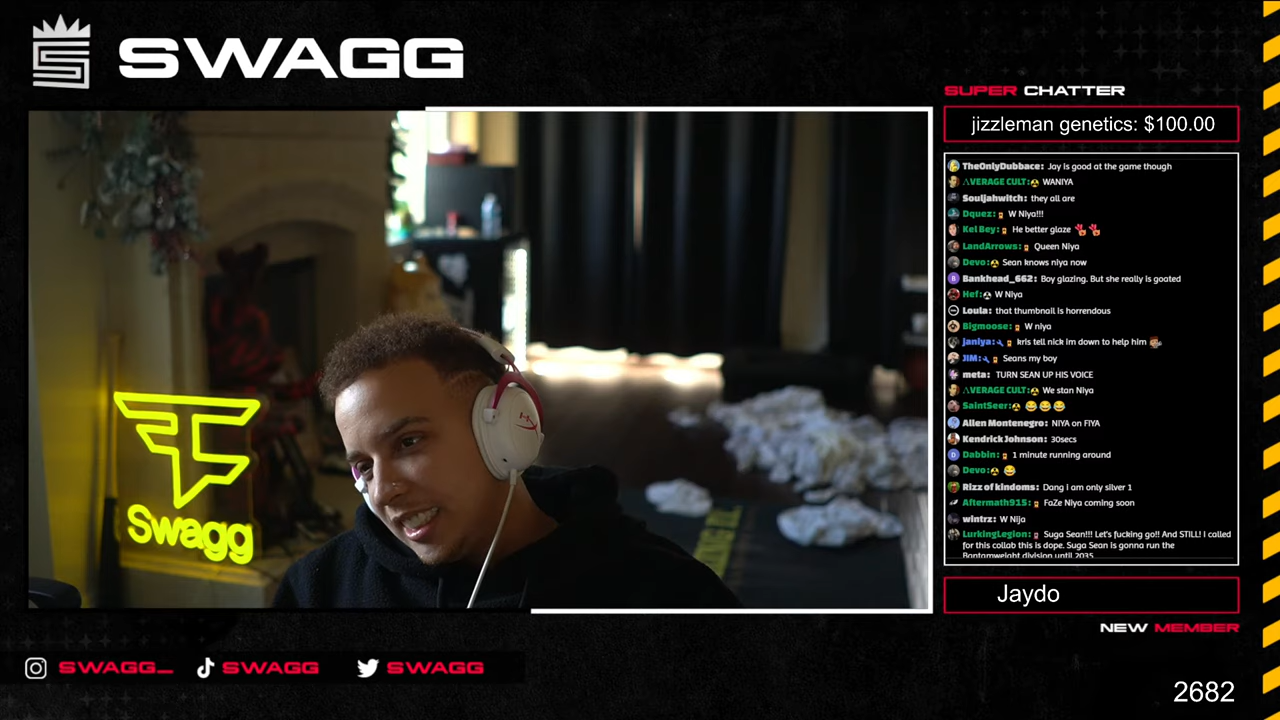 SWAGG
SUPER CHATTER
jizzleman genetics: $100.00
TheOnlyDubbace: Jay is good at the game though
/\VERAGE CULT: WANIYA
Souljahwitch: they all are
Dquez: W Niya!!!
Kel Bey: He better glaze
LandArrows: Queen Niya
Devo: Sean knows niya now
B Bankhead_662: Boy glazing. But she really is goated
Hef: W Niya
Loula: that thumbnail is horrendous
Bigmoose: W niya
janiya: kris tell nick im down to help him
JIM: Seans my boy
meta: TURN SEAN UP HIS VOICE
/\VERAGE CULT: We stan Niya
SaintSeer: 😂 😂 😂
Allen Montenegro: NIYA on FIYA
Kendrick Johnson: 30secs
D Dabbin: 1 minute running around
Devo: 😂
Rizz of kindoms: Dang i am only silver 1
Aftermath915: FaZe Niya coming soon
wintrz: W Nija
LurkingLegion: Suga Sean!!! Let's fucking go!! And STILL! I called
for this collab this is dope. Suga Sean is gonna run the
Bantamweight division until 2035
Swagg
Jaydo
NEW MEMBER
SWAGG_ SWAGG SWAGG
2682